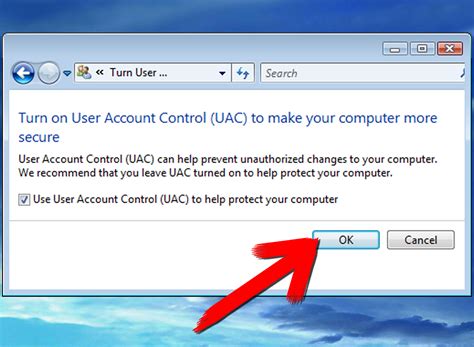 « Turn User ...
Search
Turn on User Account Control (UAC) to make your computer more
secure
User Account Control (UAC) can help prevent unauthorized changes to your computer.
We recommend that you leave UAC turned on to help protect your computer.
Use User Account Control (UAC) to help protect your computer
OK
Cancel